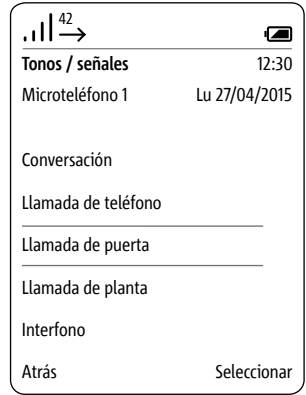 42
Tonos / señales 12:30
Microteléfono 1 Lu 27/04/2015
Conversación
Llamada de teléfono
Llamada de puerta
Llamada de planta
Interfono
Atrás Seleccionar